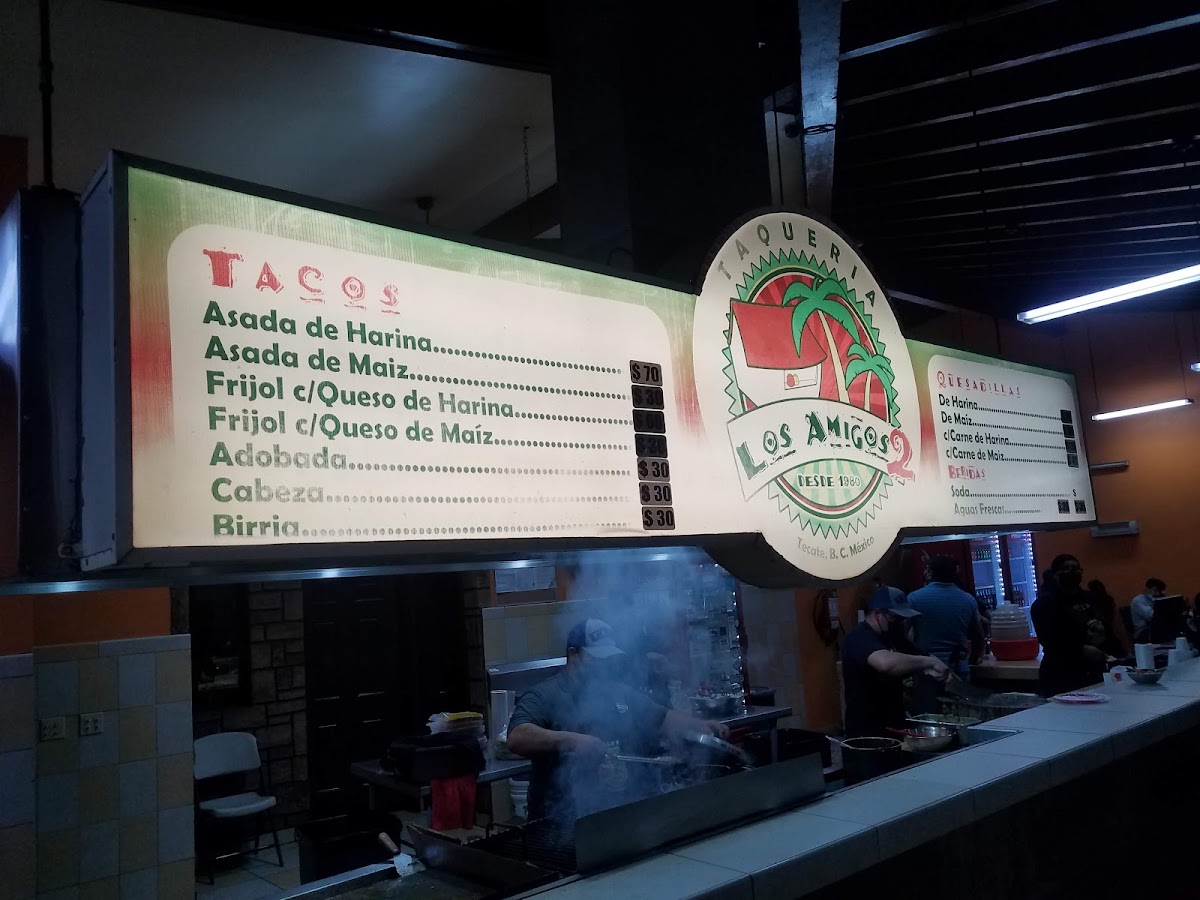 TACOS
Asada de Harina........ $70
Asada de Maiz........ $30
Frijol c/Queso de Harina........
Frijol c/Queso de Maíz........
Adobada........ $30
Cabeza........ $30
Birria........ $30
TAQUERIA
LOS AMIGOS 2
DESDE 1980
Tecate, B. C. México
QUESADILLAS
De Harina........
De Maiz........
c/Carne de Harina........
c/Carne de Maiz........
BEBIDAS
Soda........ $
Aguas Frescas........